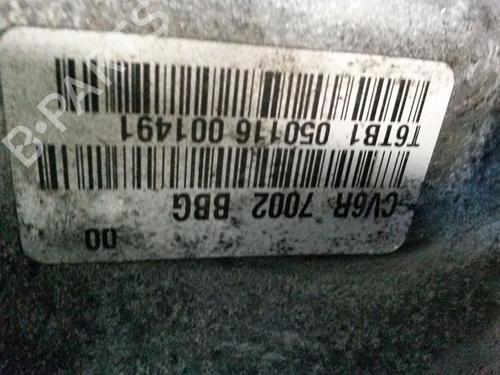 00
CV6R 7002 BBG
T6TB1 050116 001491
B-PARTS